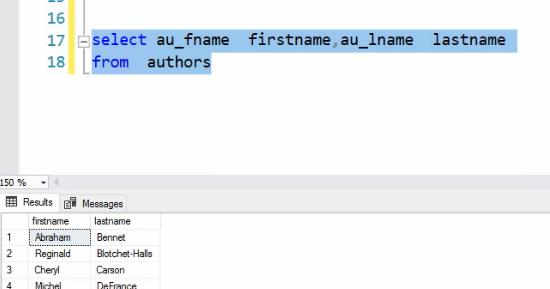 16
17 select au_fname  firstname,au_lname  lastname
18 from  authors
150 %
Results Messages
firstname lastname
1 Abraham Bennet
2 Reginald Blotchet-Halls
3 Cheryl Carson
4 Michel DeFrance